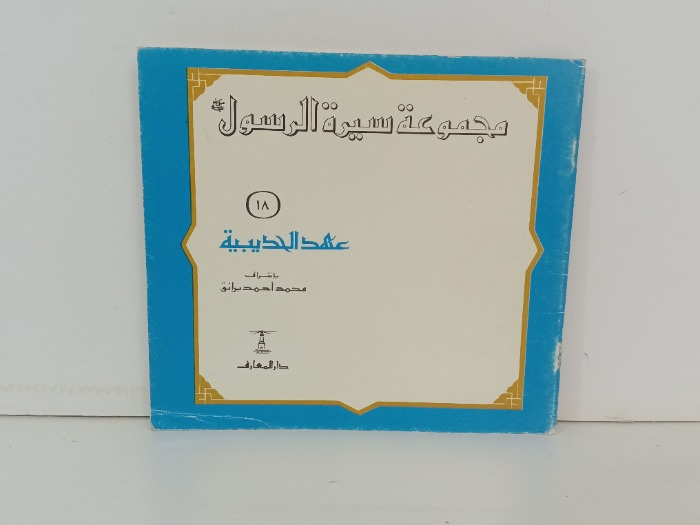 مجموعة سيرة الرسول ﷺ
١٨
عهد الحديبية
بإشراف
محمد أحمد برانق
دار المعارف